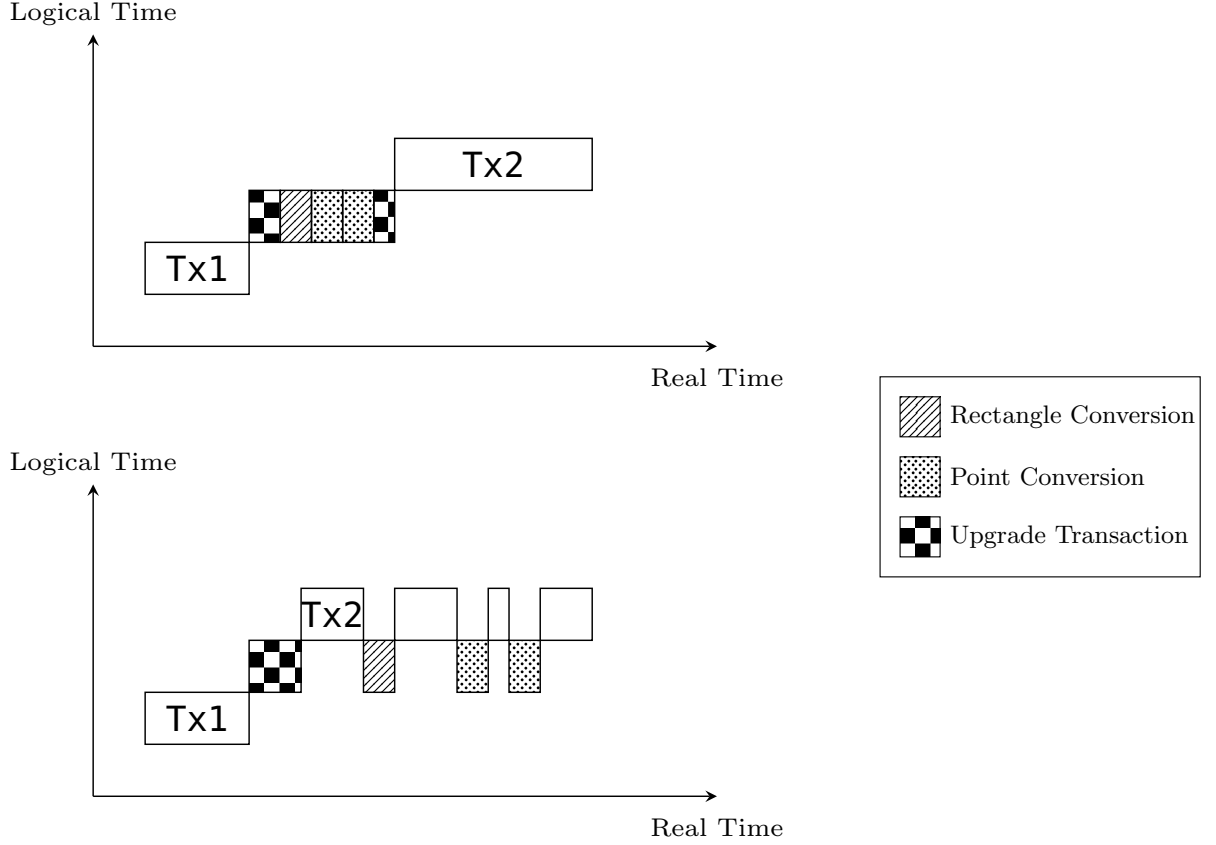 Logical Time
Tx2
Tx1
Real Time
Rectangle Conversion
Point Conversion
Upgrade Transaction
Logical Time
Tx2
Tx1
Real Time